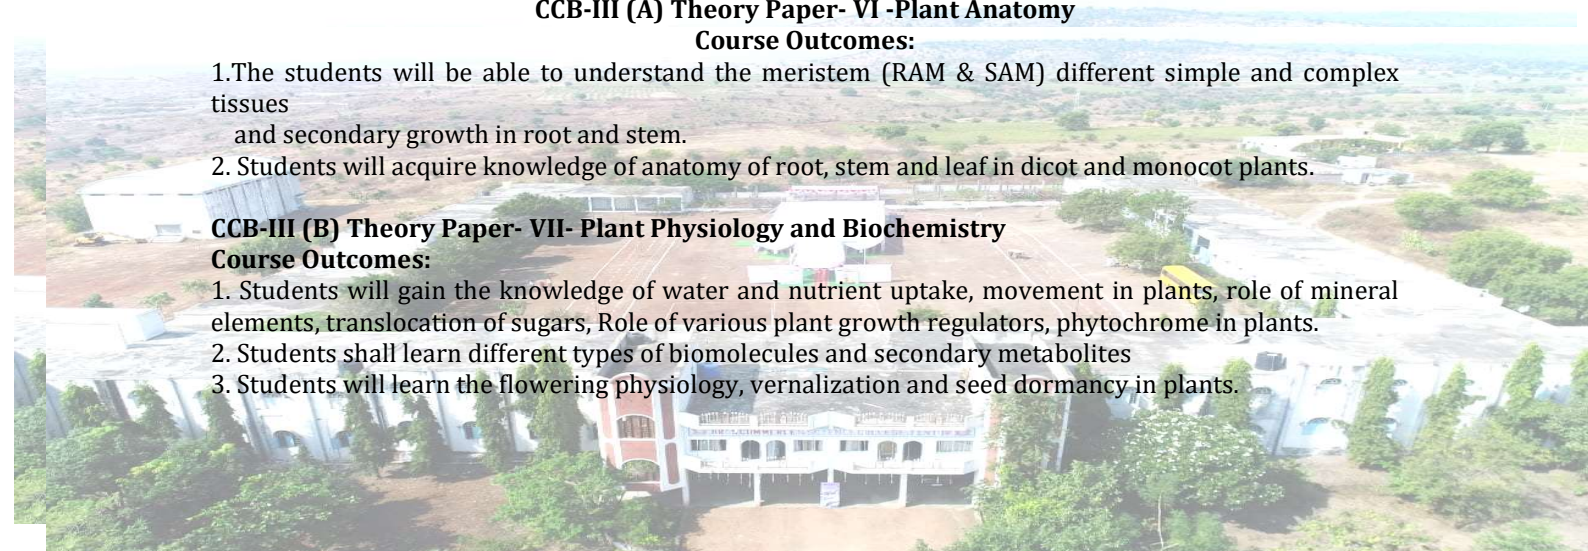 CCB-III (A) Theory Paper- VI -Plant Anatomy
Course Outcomes:
1.The students will be able to understand the meristem (RAM & SAM) different simple and complex
tissues
and secondary growth in root and stem.
2. Students will acquire knowledge of anatomy of root, stem and leaf in dicot and monocot plants.
CCB-III (B) Theory Paper- VII- Plant Physiology and Biochemistry
Course Outcomes:
1. Students will gain the knowledge of water and nutrient uptake, movement in plants, role of mineral
elements, translocation of sugars, Role of various plant growth regulators, phytochrome in plants.
2. Students shall learn different types of biomolecules and secondary metabolites
3. Students will learn the flowering physiology, vernalization and seed dormancy in plants.